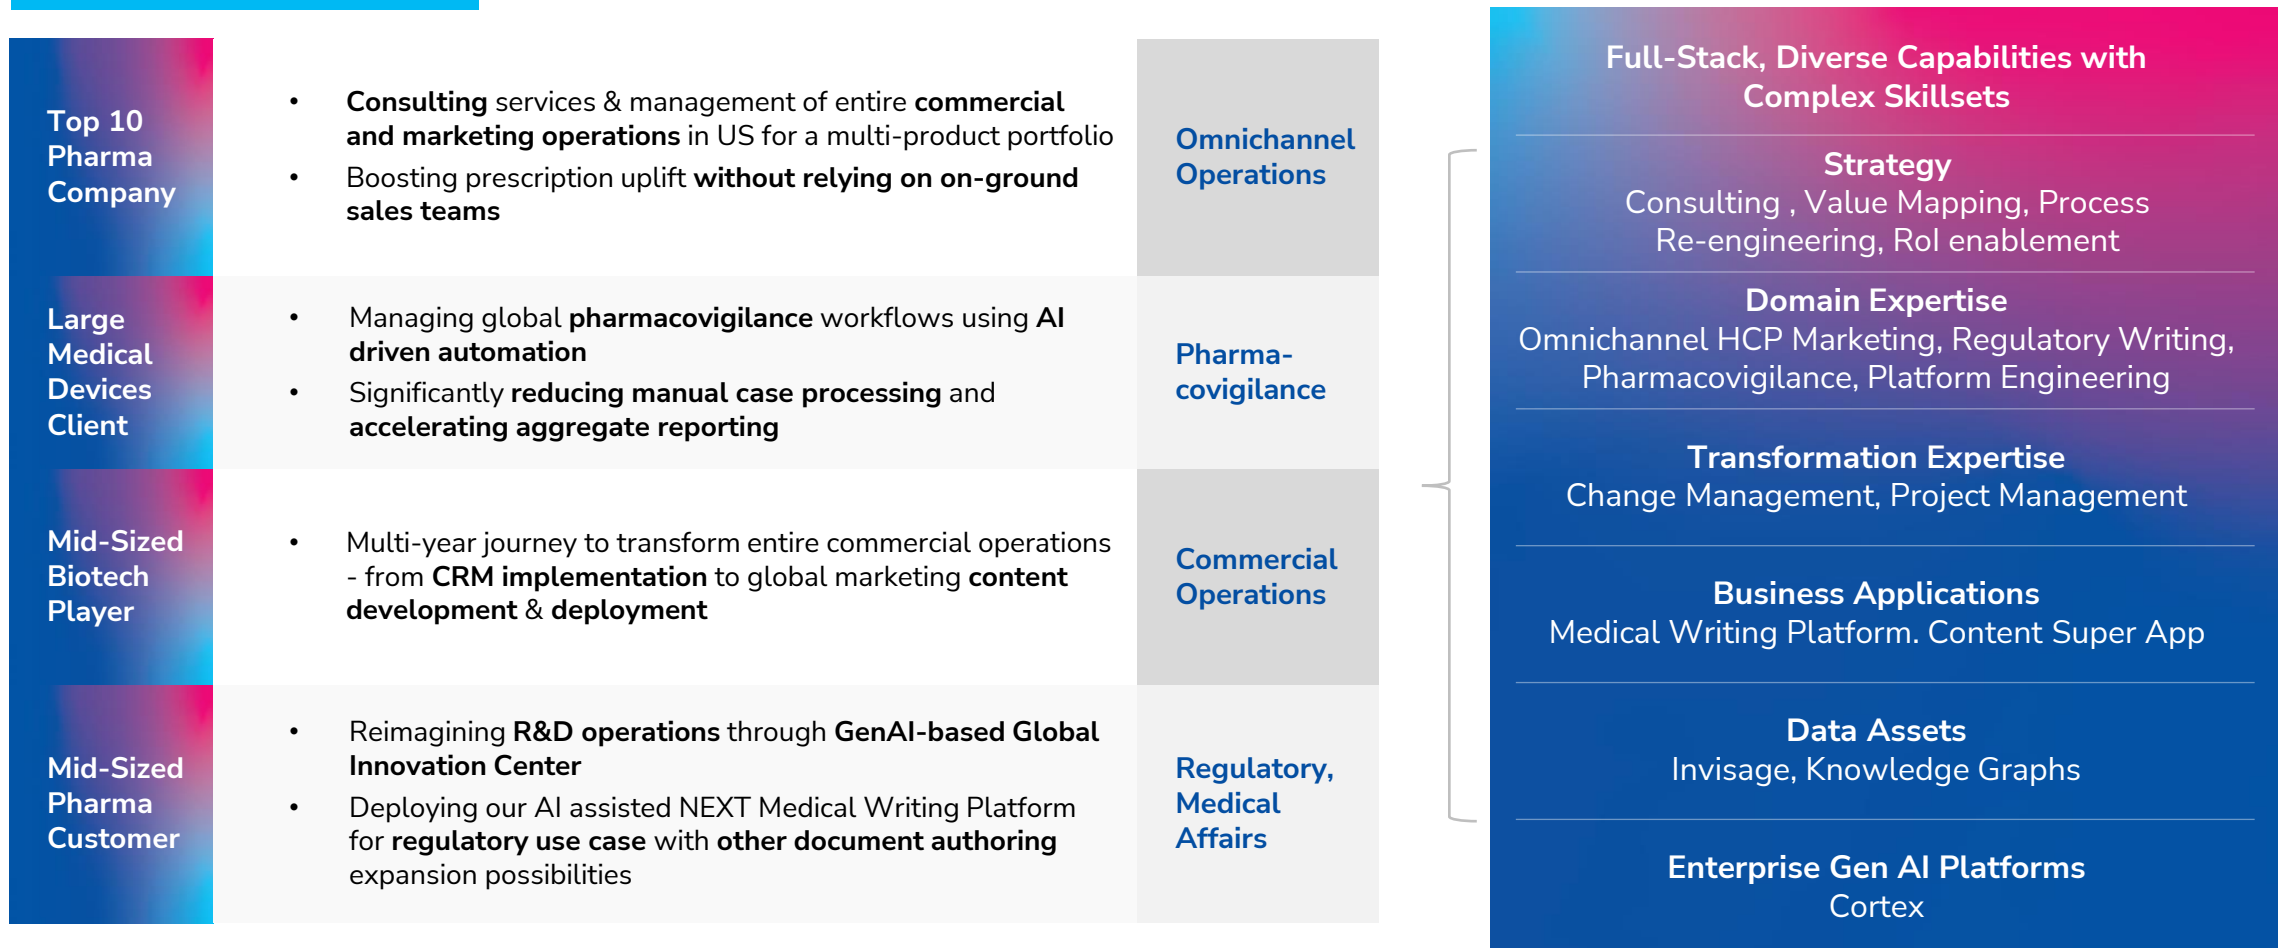 Top 10
Pharma
Company
• Consulting services & management of entire commercial
and marketing operations in US for a multi-product portfolio
• Boosting prescription uplift without relying on on-ground
sales teams
Omnichannel
Operations
Large
Medical
Devices
Client
• Managing global pharmacovigilance workflows using AI
driven automation
• Significantly reducing manual case processing and
accelerating aggregate reporting
Pharma-
covigilance
Mid-Sized
Biotech
Player
• Multi-year journey to transform entire commercial operations
- from CRM implementation to global marketing content
development & deployment
Commercial
Operations
Mid-Sized
Pharma
Customer
• Reimagining R&D operations through GenAI-based Global
Innovation Center
• Deploying our AI assisted NEXT Medical Writing Platform
for regulatory use case with other document authoring
expansion possibilities
Regulatory,
Medical
Affairs
Full-Stack, Diverse Capabilities with
Complex Skillsets
Strategy
Consulting , Value Mapping, Process
Re-engineering, RoI enablement
Domain Expertise
Omnichannel HCP Marketing, Regulatory Writing,
Pharmacovigilance, Platform Engineering
Transformation Expertise
Change Management, Project Management
Business Applications
Medical Writing Platform. Content Super App
Data Assets
Invisage, Knowledge Graphs
Enterprise Gen AI Platforms
Cortex